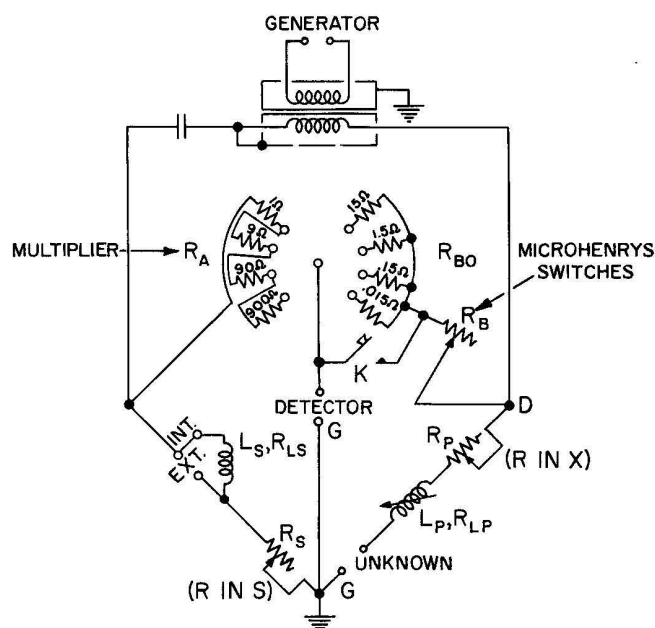 GENERATOR
1Ω
9Ω
90Ω
900Ω
15Ω
1.5Ω
.15Ω
.015Ω
MULTIPLIER
R_A
R_BO
MICROHENRYS
SWITCHES
R_B
K
DETECTOR
G
D
INT.
EXT.
L_S, R_LS
R_P
(R IN X)
L_P, R_LP
R_S
UNKNOWN
(R IN S)
G